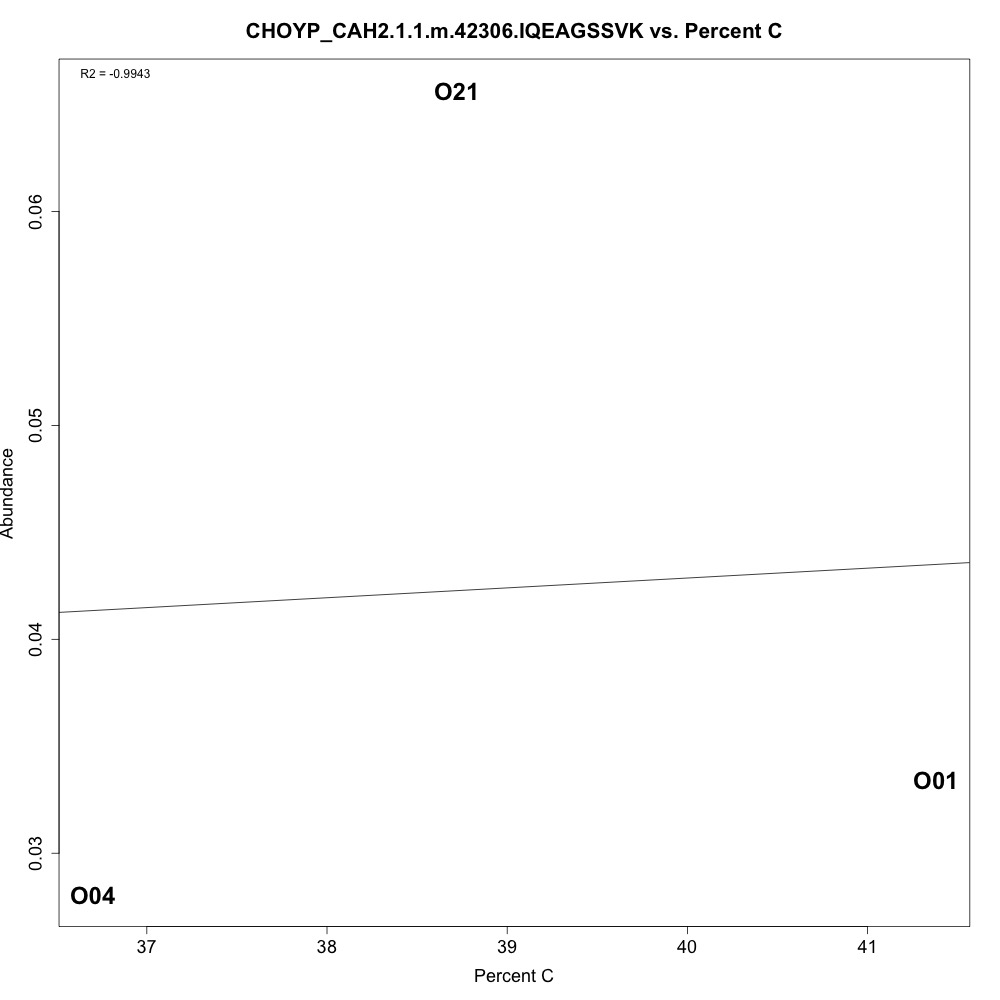 CHOYP_CAH2.1.1.m.42306.IQEAGSSVK vs. Percent C
R2 = -0.9943
O21
0.06
0.05
Abundance
0.04
O01
0.03
O04
37 38 39 40 41
Percent C